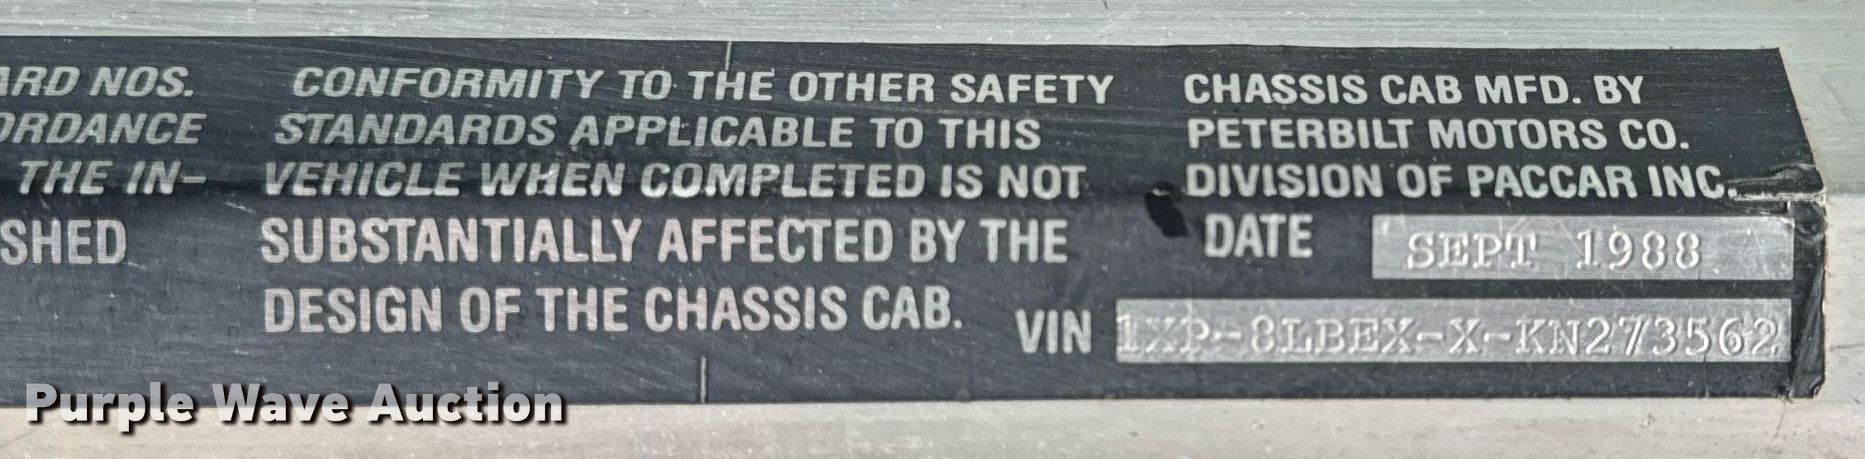 ARD NOS.
ORDANCE
THE IN-
SHED
CONFORMITY TO THE OTHER SAFETY
STANDARDS APPLICABLE TO THIS
VEHICLE WHEN COMPLETED IS NOT
SUBSTANTIALLY AFFECTED BY THE
DESIGN OF THE CHASSIS CAB.
CHASSIS CAB MFD. BY
PETERBILT MOTORS CO.
DIVISION OF PACCAR INC.
DATE SEPT 1988
VIN 1XP-8LBEX-X-KN273562
Purple Wave Auction